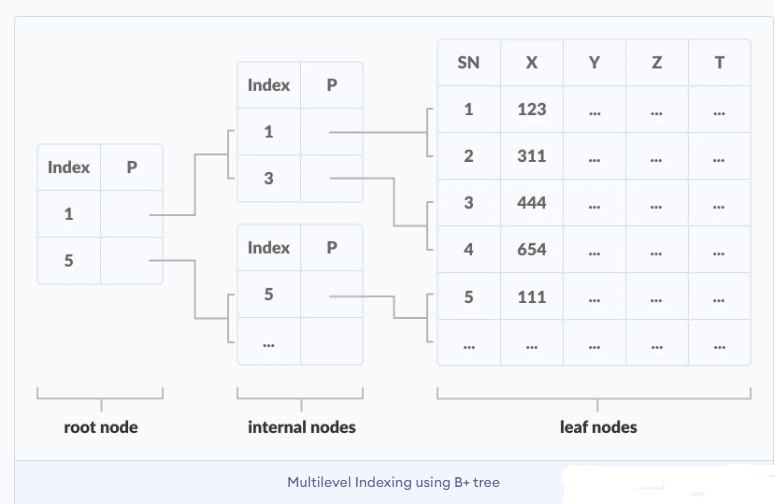 Index P
1
5
Index P
1
3
Index P
5
...
SN X Y Z T
1 123 ... ... ...
2 311 ... ... ...
3 444 ... ... ...
4 654 ... ... ...
5 111 ... ... ...
... ... ... ... ...
root node
internal nodes
leaf nodes
Multilevel Indexing using B+ tree